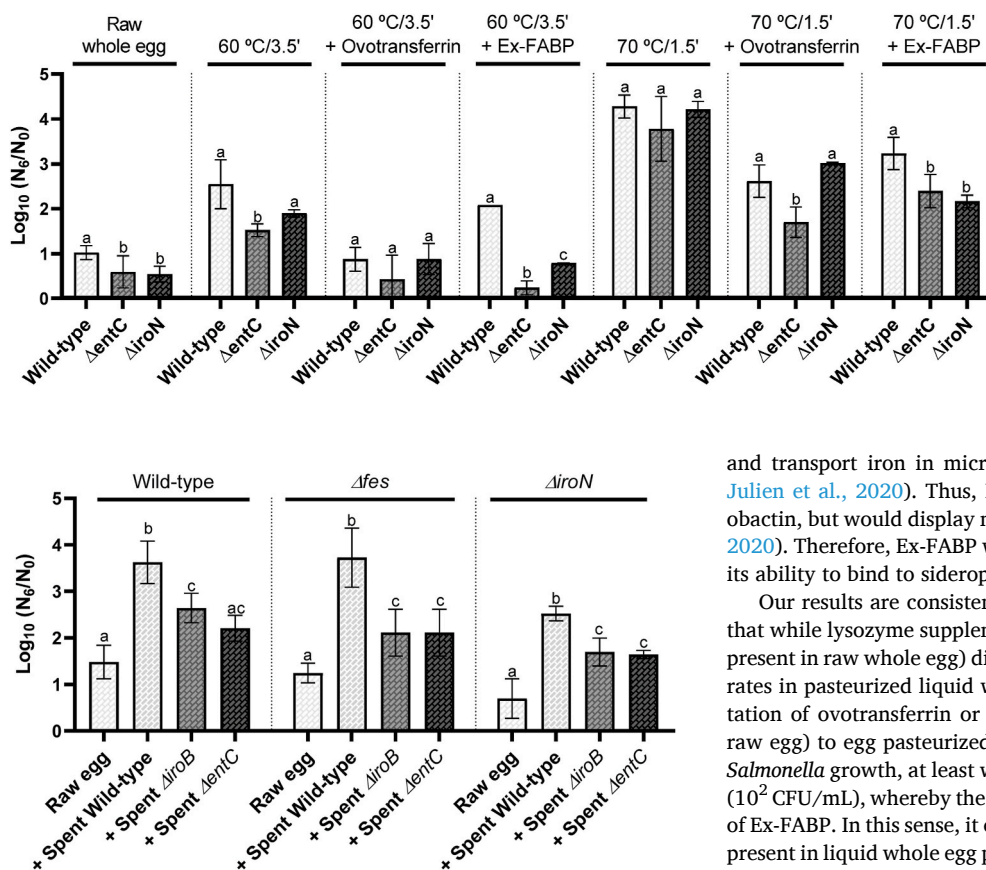 Raw
whole egg
60 ºC/3.5'
60 ºC/3.5'
+ Ovotransferrin
60 ºC/3.5'
+ Ex-FABP
70 ºC/1.5'
70 ºC/1.5'
+ Ovotransferrin
70 ºC/1.5'
+ Ex-FABP
Log10 (N6/N0)
5
4
3
2
1
0
a b b
a b a
a a a
a b c
a a a
a b a
a b b
Wild-type ΔentC ΔiroN
Wild-type ΔentC ΔiroN
Wild-type ΔentC ΔiroN
Wild-type ΔentC ΔiroN
Wild-type ΔentC ΔiroN
Wild-type ΔentC ΔiroN
Wild-type ΔentC ΔiroN
Wild-type
Δfes
ΔiroN
Log10 (N6/N0)
5
4
3
2
1
0
a b c ac
a b c c
a b c c
Raw egg + Spent Wild-type + Spent ΔiroB + Spent ΔentC
Raw egg + Spent Wild-type + Spent ΔiroB + Spent ΔentC
Raw egg + Spent Wild-type + Spent ΔiroB + Spent ΔentC
and transport iron in micr
Julien et al., 2020). Thus,
obactin, but would display
2020). Therefore, Ex-FABP
its ability to bind to siderop
Our results are consisten
that while lysozyme supplen
present in raw whole egg) di
rates in pasteurized liquid w
tation of ovotransferrin or
raw egg) to egg pasteurized
Salmonella growth, at least w
(10² CFU/mL), whereby the
of Ex-FABP. In this sense, it
present in liquid whole egg p